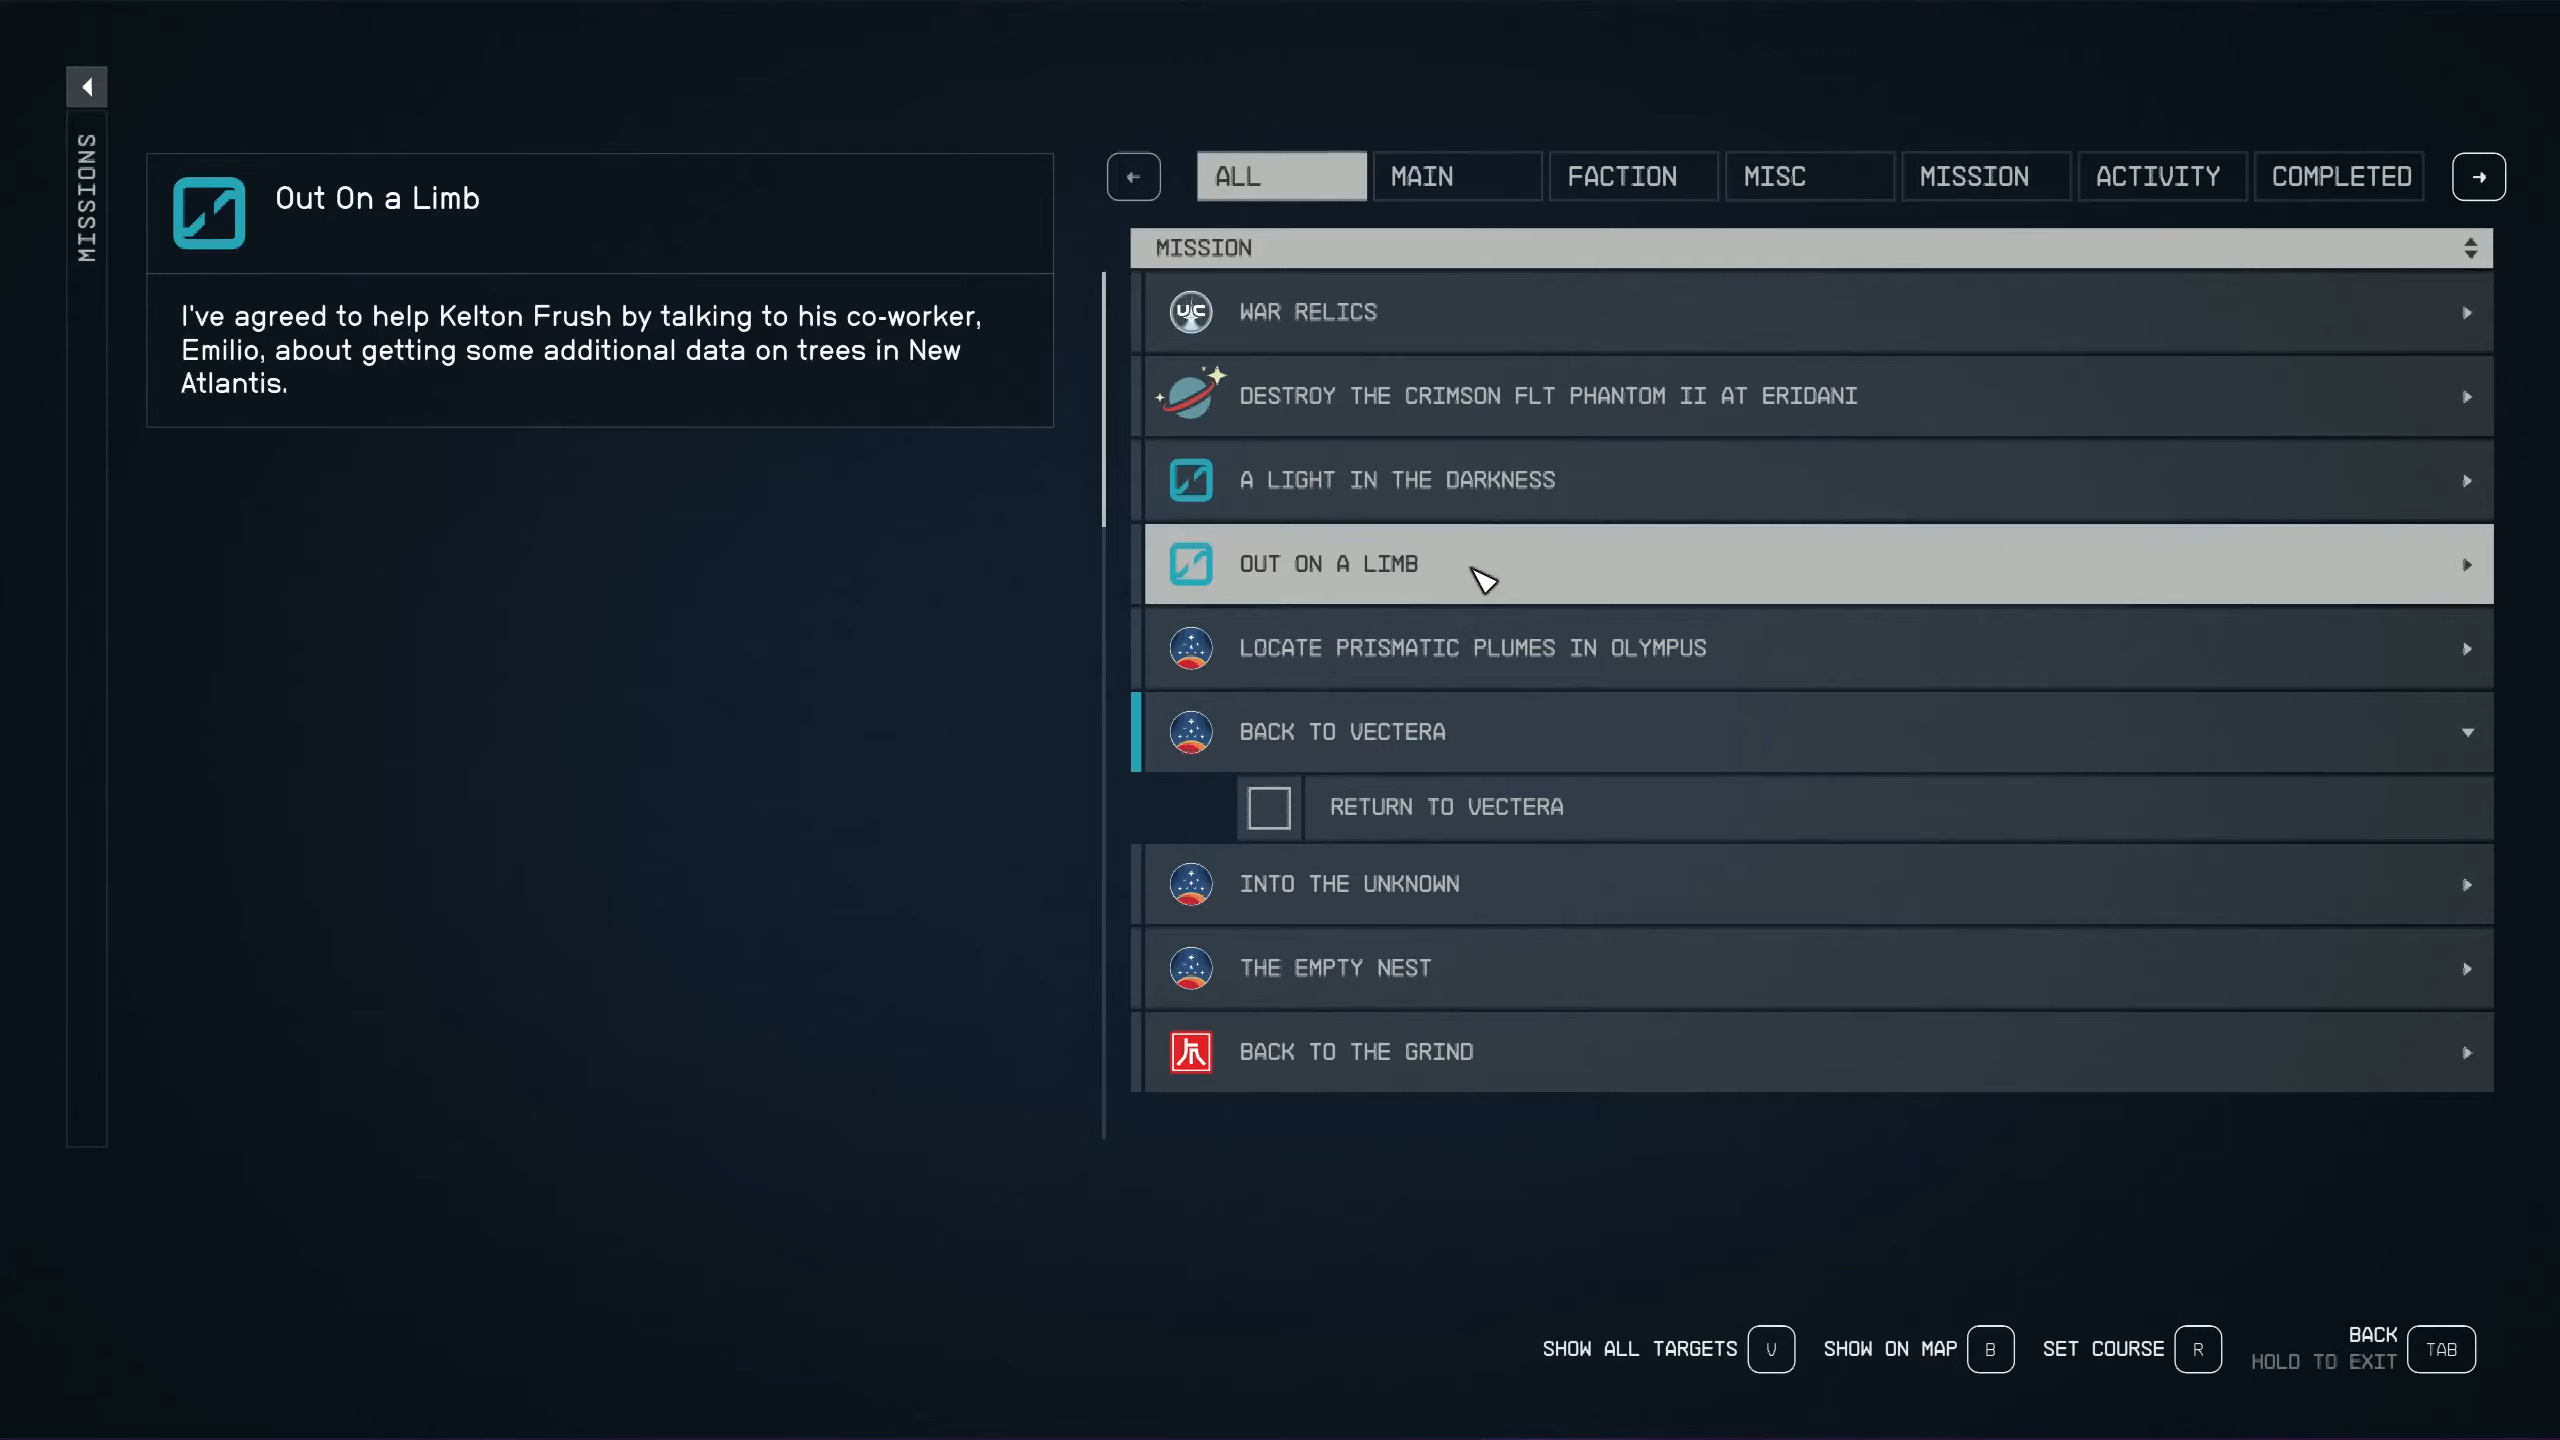 MISSIONS
Out On a Limb
I've agreed to help Kelton Frush by talking to his co-worker,
Emilio, about getting some additional data on trees in New
Atlantis.
ALL MAIN FACTION MISC MISSION ACTIVITY COMPLETED
MISSION
UC
WAR RELICS
DESTROY THE CRIMSON FLT PHANTOM II AT ERIDANI
A LIGHT IN THE DARKNESS
OUT ON A LIMB
LOCATE PRISMATIC PLUMES IN OLYMPUS
BACK TO VECTERA
RETURN TO VECTERA
INTO THE UNKNOWN
THE EMPTY NEST
BACK TO THE GRIND
SHOW ALL TARGETS V SHOW ON MAP B SET COURSE R BACK
HOLD TO EXIT TAB